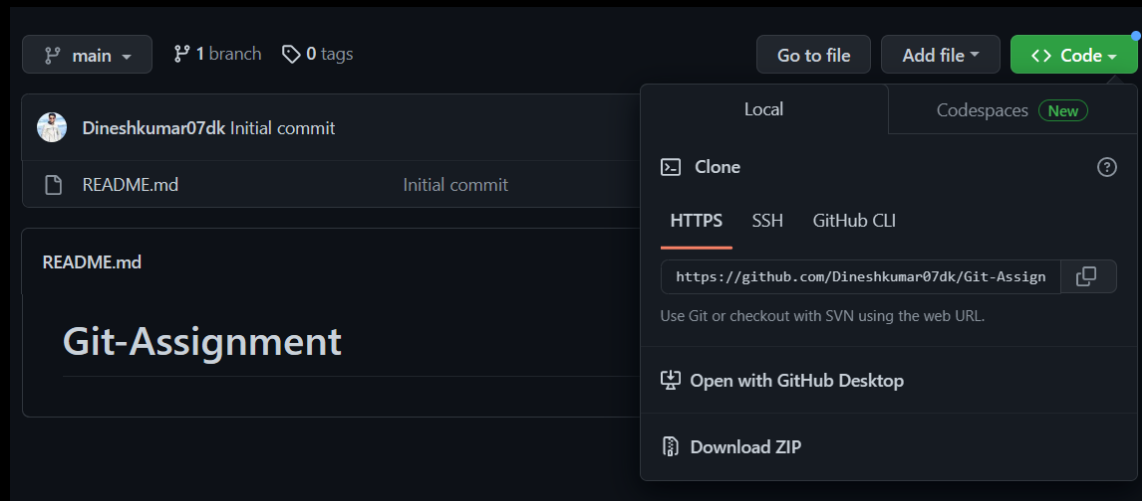 main 1 branch 0 tags Go to file Add file <> Code
Dineshkumar07dk Initial commit
README.md Initial commit
README.md
Git-Assignment
Local Codespaces New
Clone
HTTPS SSH GitHub CLI
https://github.com/Dineshkumar07dk/Git-Assign
Use Git or checkout with SVN using the web URL.
Open with GitHub Desktop
Download ZIP